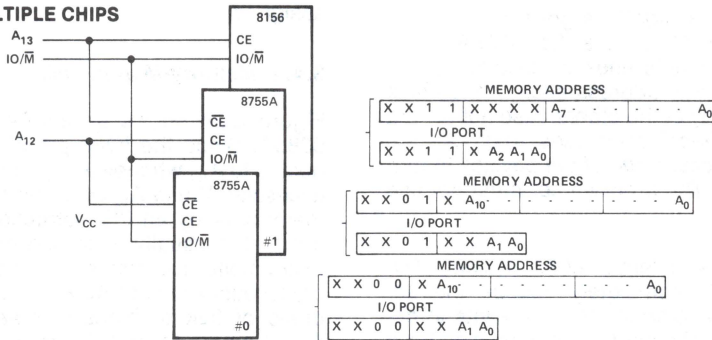 LTIPLE CHIPS
8156
A13
CE
IO/M̅
IO/M̅
8755A
C̅E̅
A12
CE
IO/M̅
8755A
C̅E̅
VCC
CE
IO/M̅
#1
#0
MEMORY ADDRESS
X X 1 1 X X X X A7 - - - - - A0
I/O PORT
X X 1 1 X A2 A1 A0
MEMORY ADDRESS
X X 0 1 X A10 - - - - - - - - - A0
I/O PORT
X X 0 1 X X A1 A0
MEMORY ADDRESS
X X 0 0 X A10 - - - - - - - - - A0
I/O PORT
X X 0 0 X X A1 A0